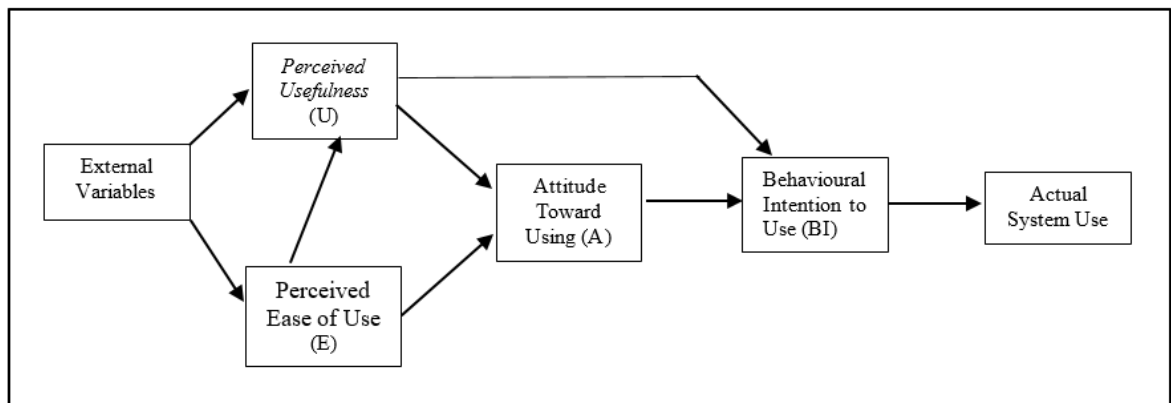 Perceived
Usefulness
(U)
External
Variables
Attitude
Toward
Using (A)
Behavioural
Intention to
Use (BI)
Actual
System Use
Perceived
Ease of Use
(E)